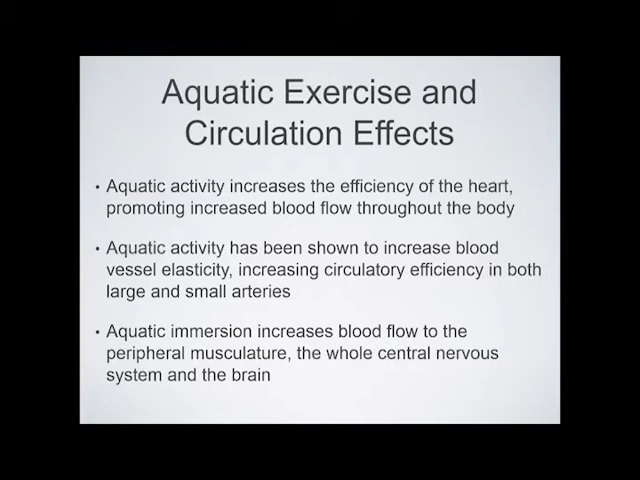 Aquatic Exercise and
Circulation Effects
• Aquatic activity increases the efficiency of the heart,
promoting increased blood flow throughout the body
• Aquatic activity has been shown to increase blood
vessel elasticity, increasing circulatory efficiency in both
large and small arteries
• Aquatic immersion increases blood flow to the
peripheral musculature, the whole central nervous
system and the brain